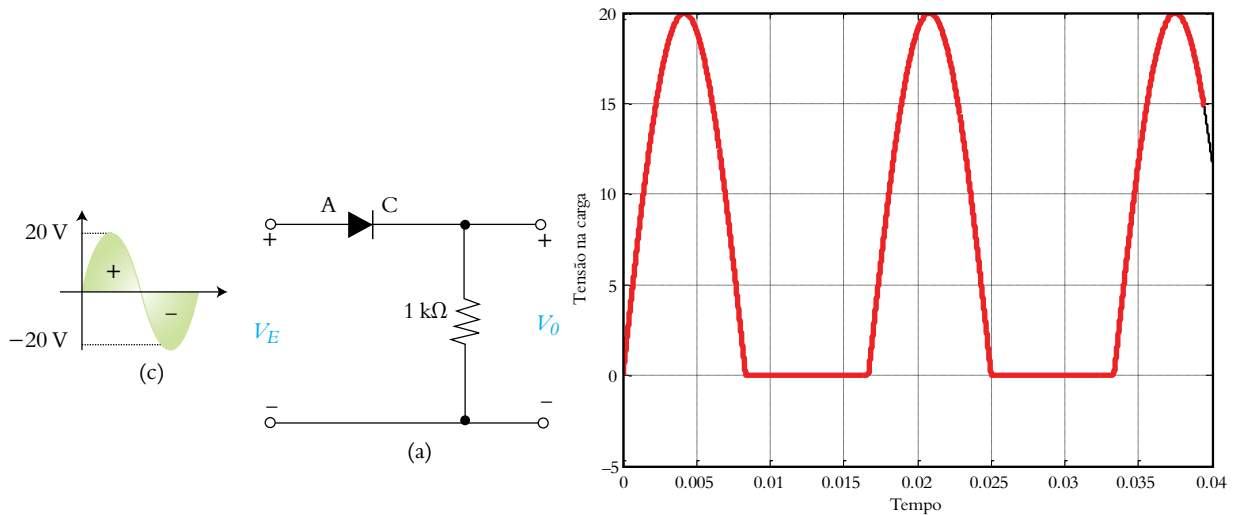 20 V
+
−
−20 V
(c)
A
C
+
+
1 kΩ
V_E
V_0
−
−
(a)
Tensão na carga
20
15
10
5
0
−5
0
0.005
0.01
0.015
0.02
0.025
0.03
0.035
0.04
Tempo